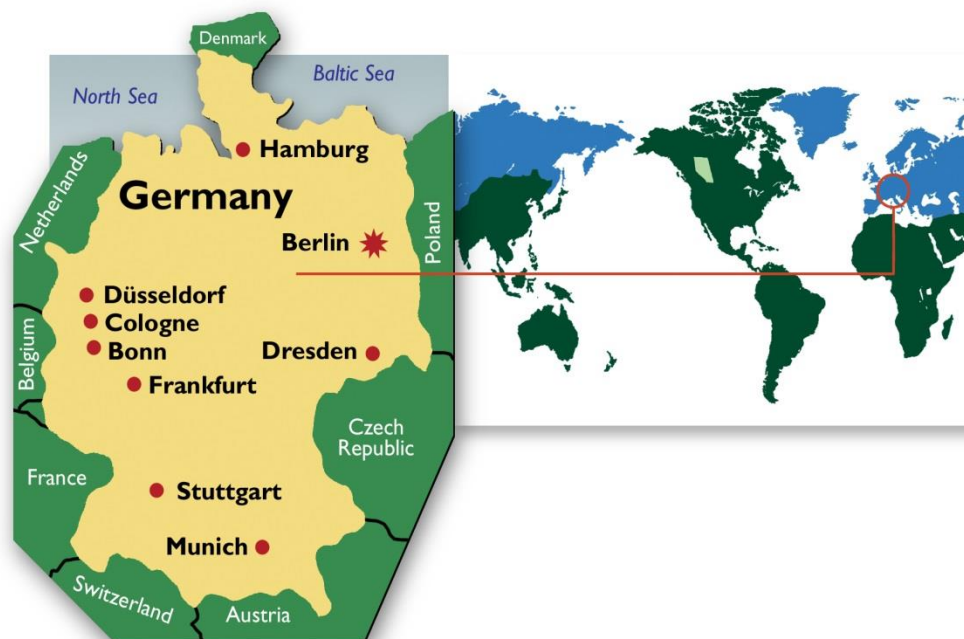 Denmark
North Sea
Baltic Sea
Hamburg
Netherlands
Germany
Poland
Berlin
Düsseldorf
Cologne
Belgium
Bonn
Dresden
Frankfurt
Czech
Republic
France
Stuttgart
Munich
Switzerland
Austria